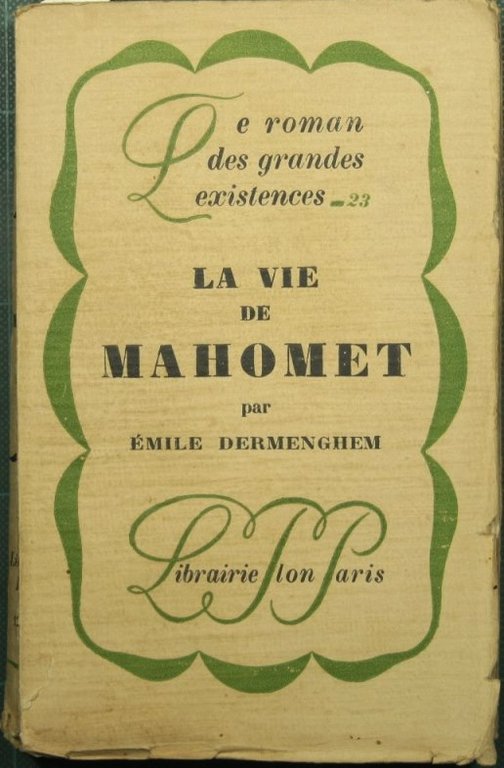 Le roman
des grandes
existences - 23
LA VIE
DE
MAHOMET
par
ÉMILE DERMENGHEM
Librairie Plon Paris